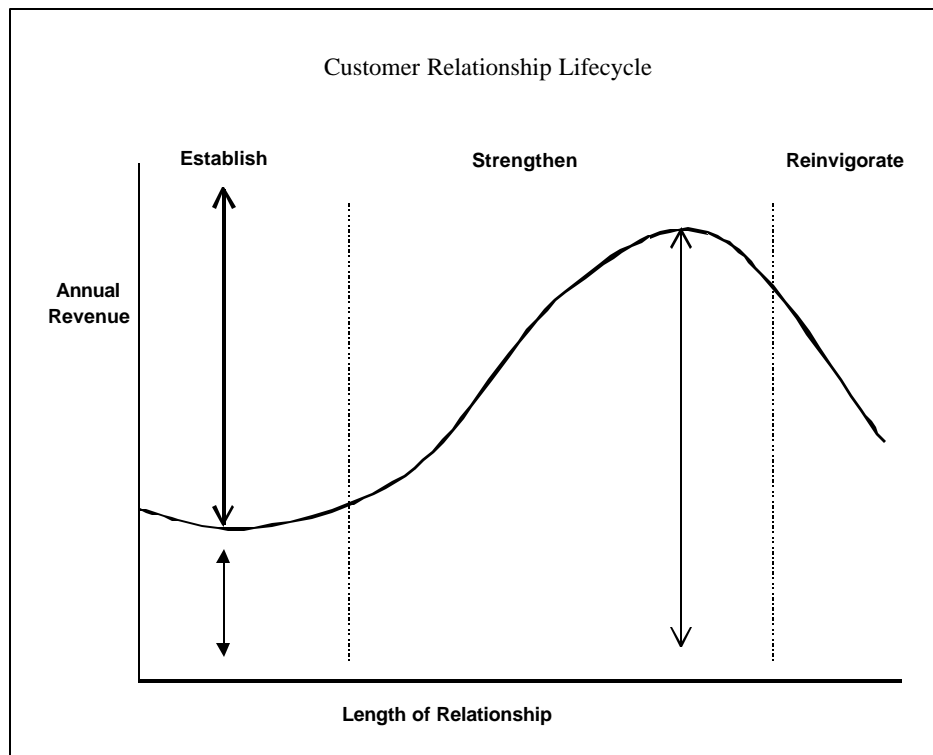 Customer Relationship Lifecycle
Establish
Strengthen
Reinvigorate
Annual
Revenue
Length of Relationship